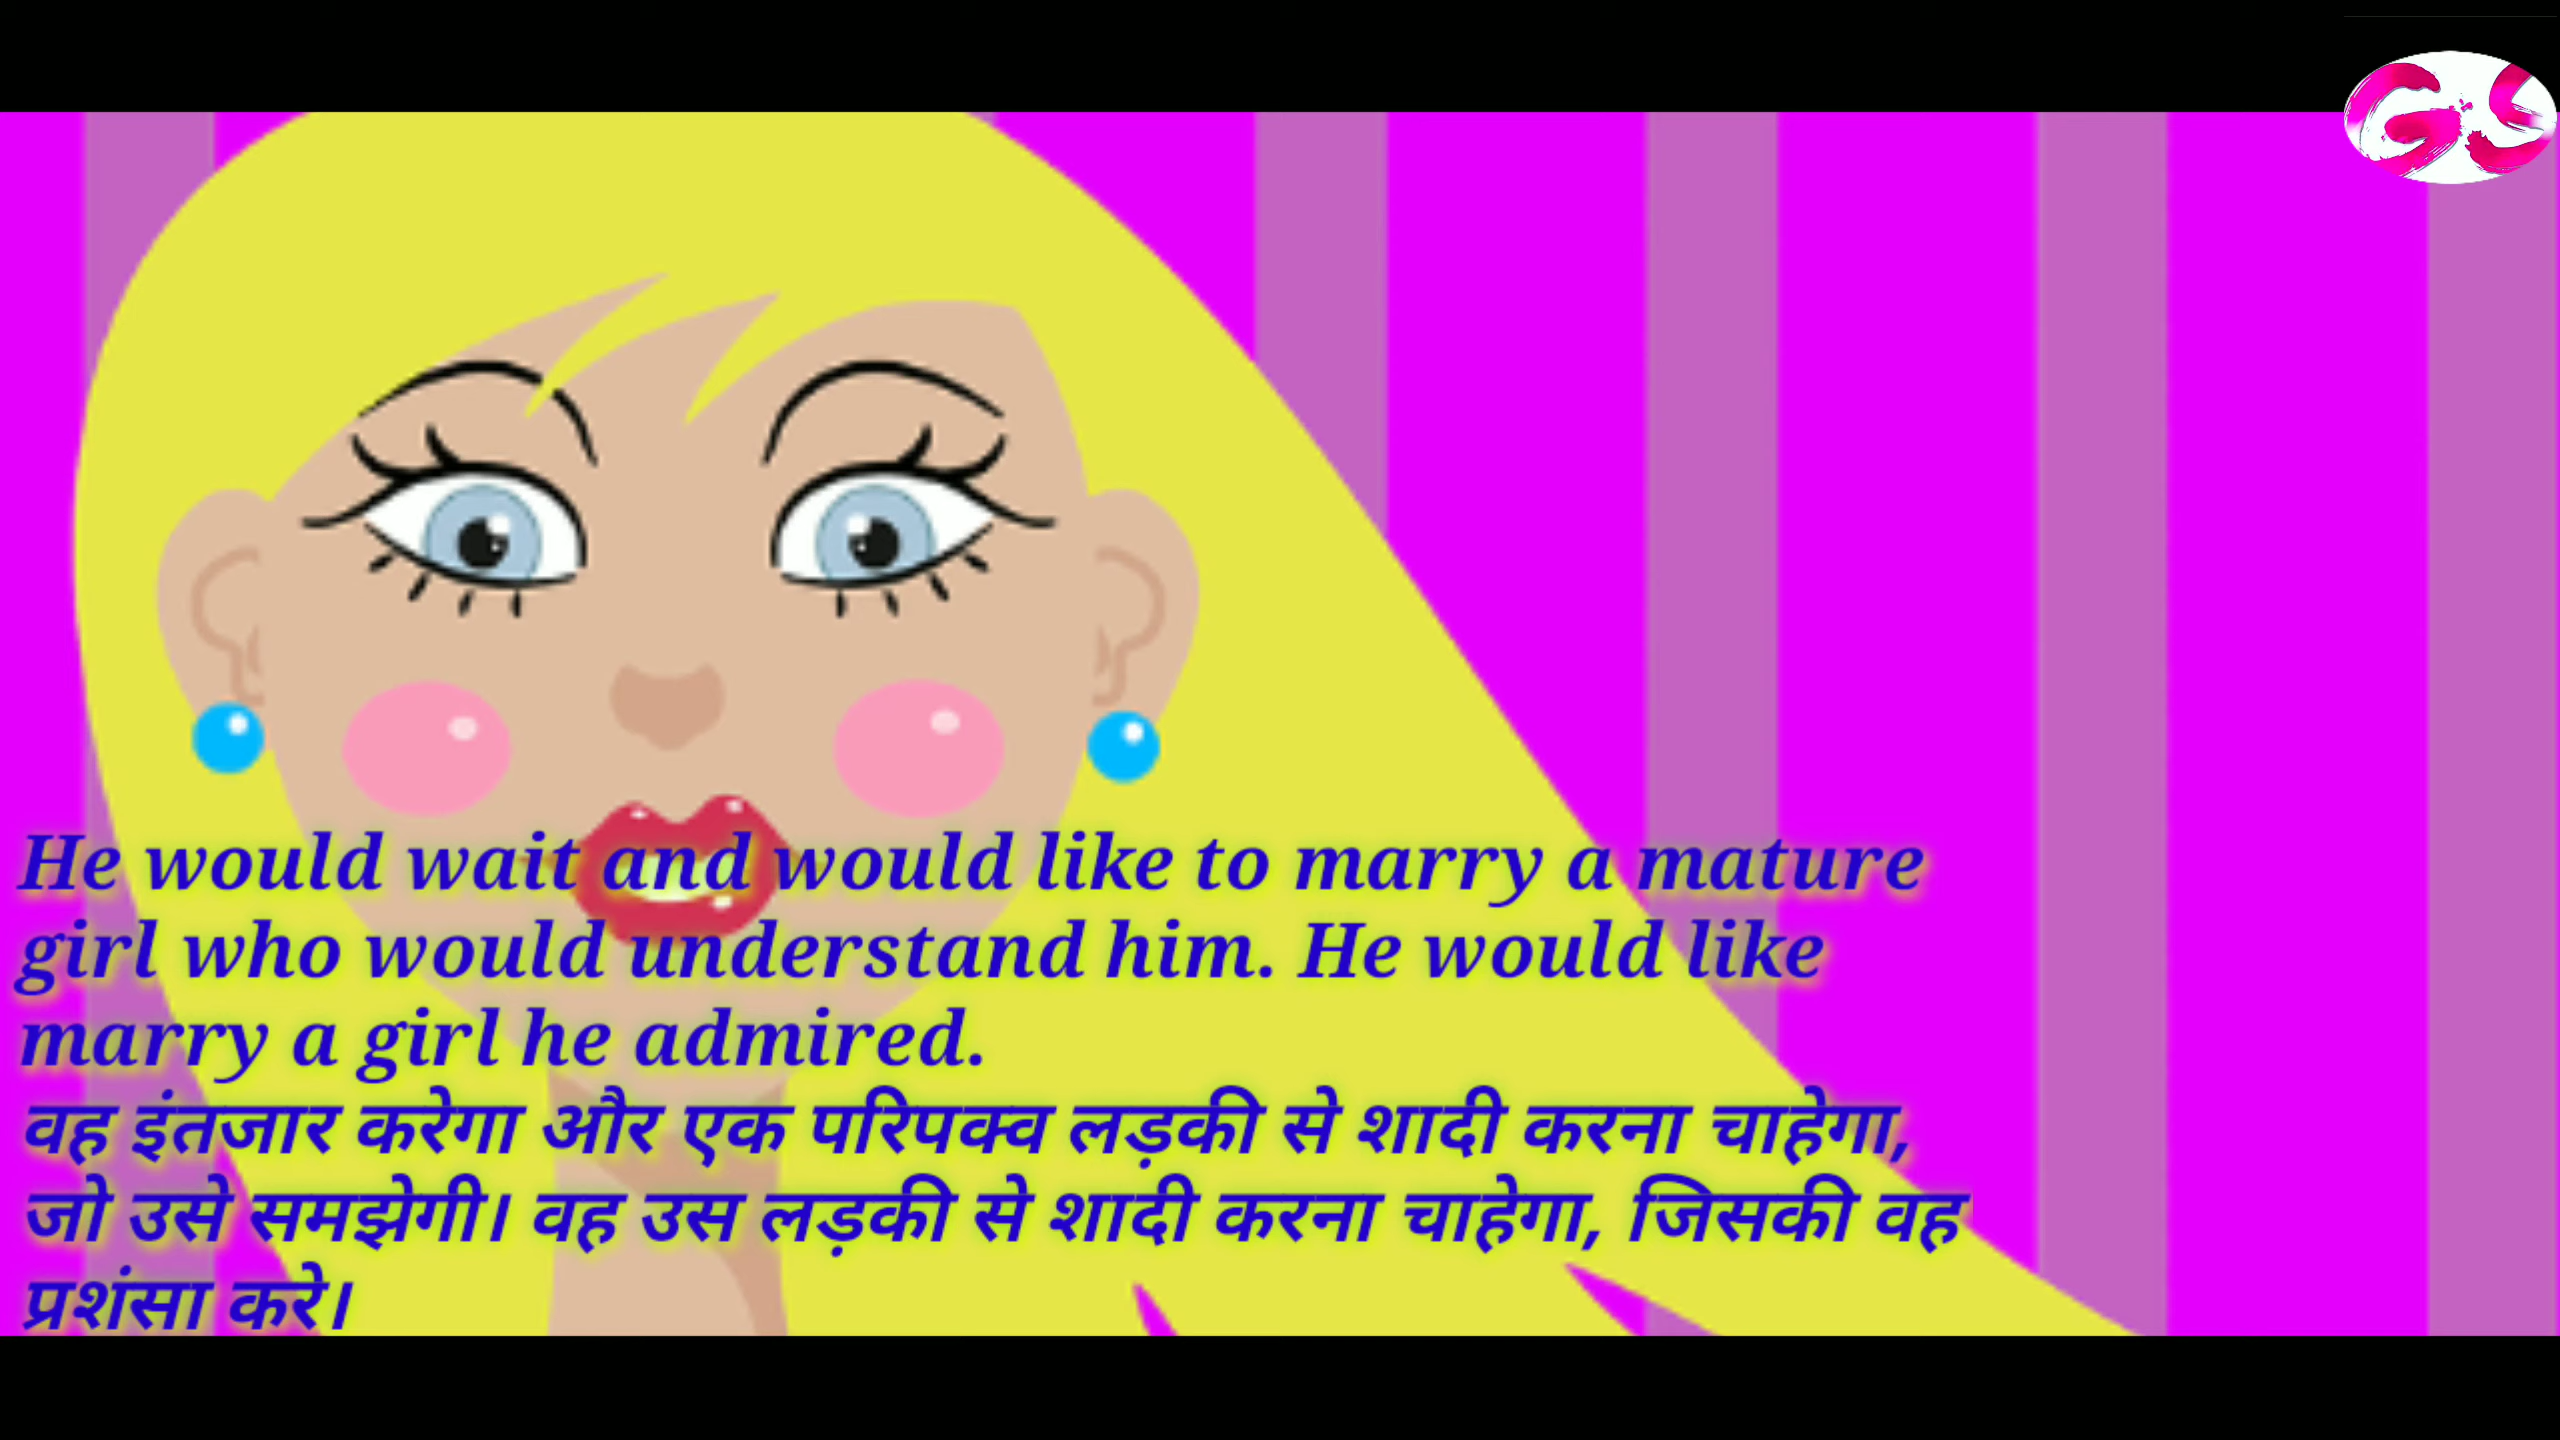 GS
He would wait and would like to marry a mature
girl who would understand him. He would like
marry a girl he admired.
वह इंतजार करेगा और एक परिपक्व लड़की से शादी करना चाहेगा,
जो उसे समझेगी। वह उस लड़की से शादी करना चाहेगा, जिसकी वह
प्रशंसा करे।